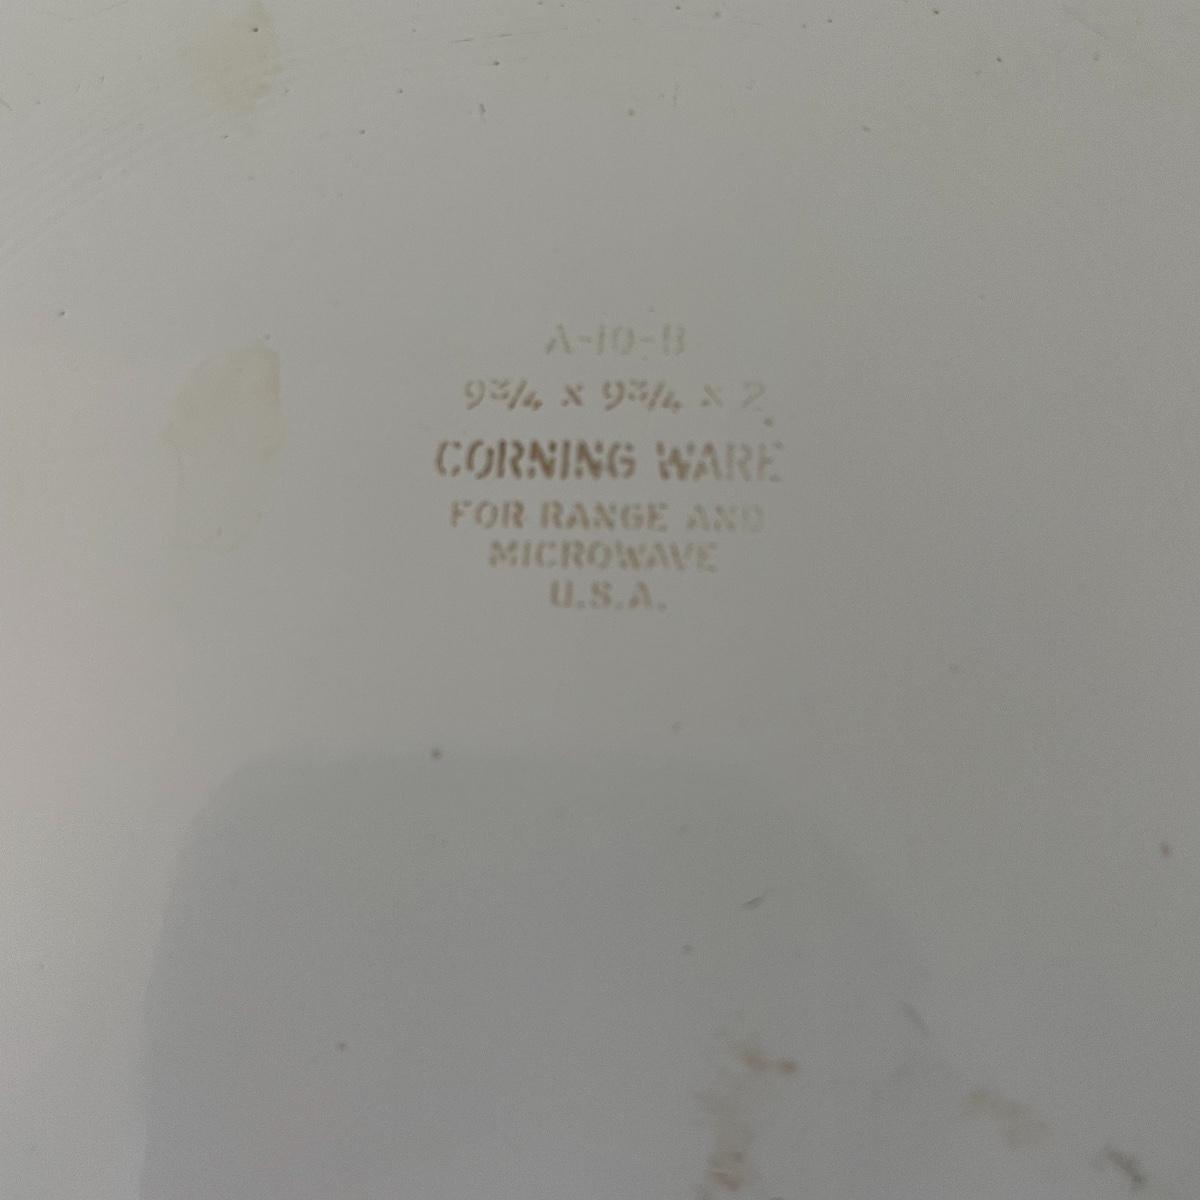 A-10-B
9¾ x 9¾ x 2
CORNING WARE
FOR RANGE AND
MICROWAVE
U.S.A.